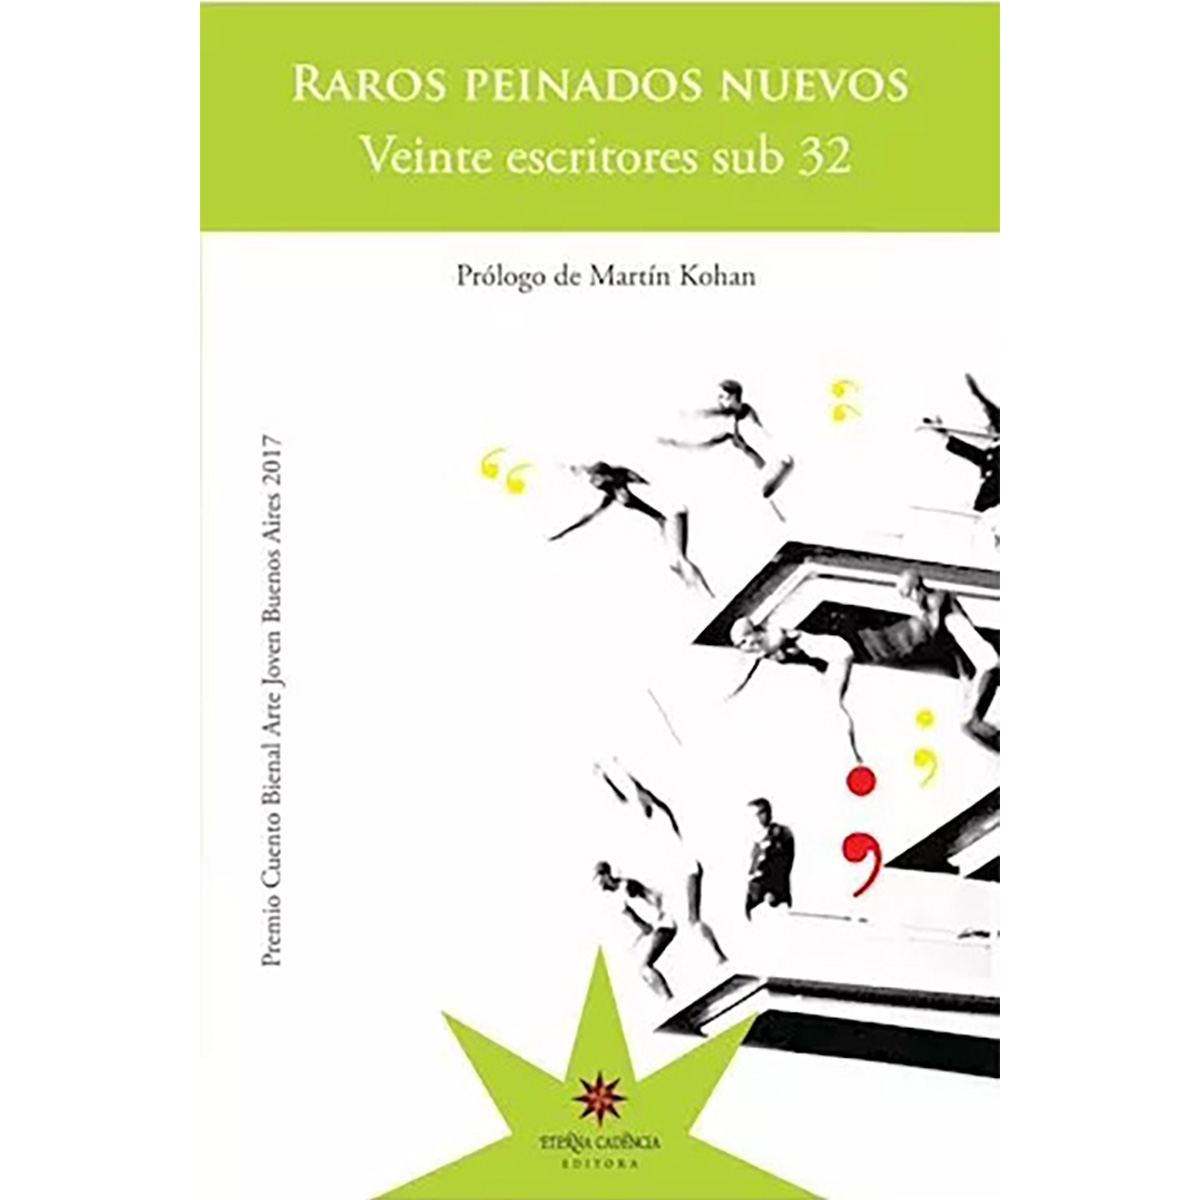 RAROS PEINADOS NUEVOS
Veinte escritores sub 32
Prólogo de Martín Kohan
Premio Cuento Bienal Arte Joven Buenos Aires 2017
ETERNA CADENCIA
EDITORA